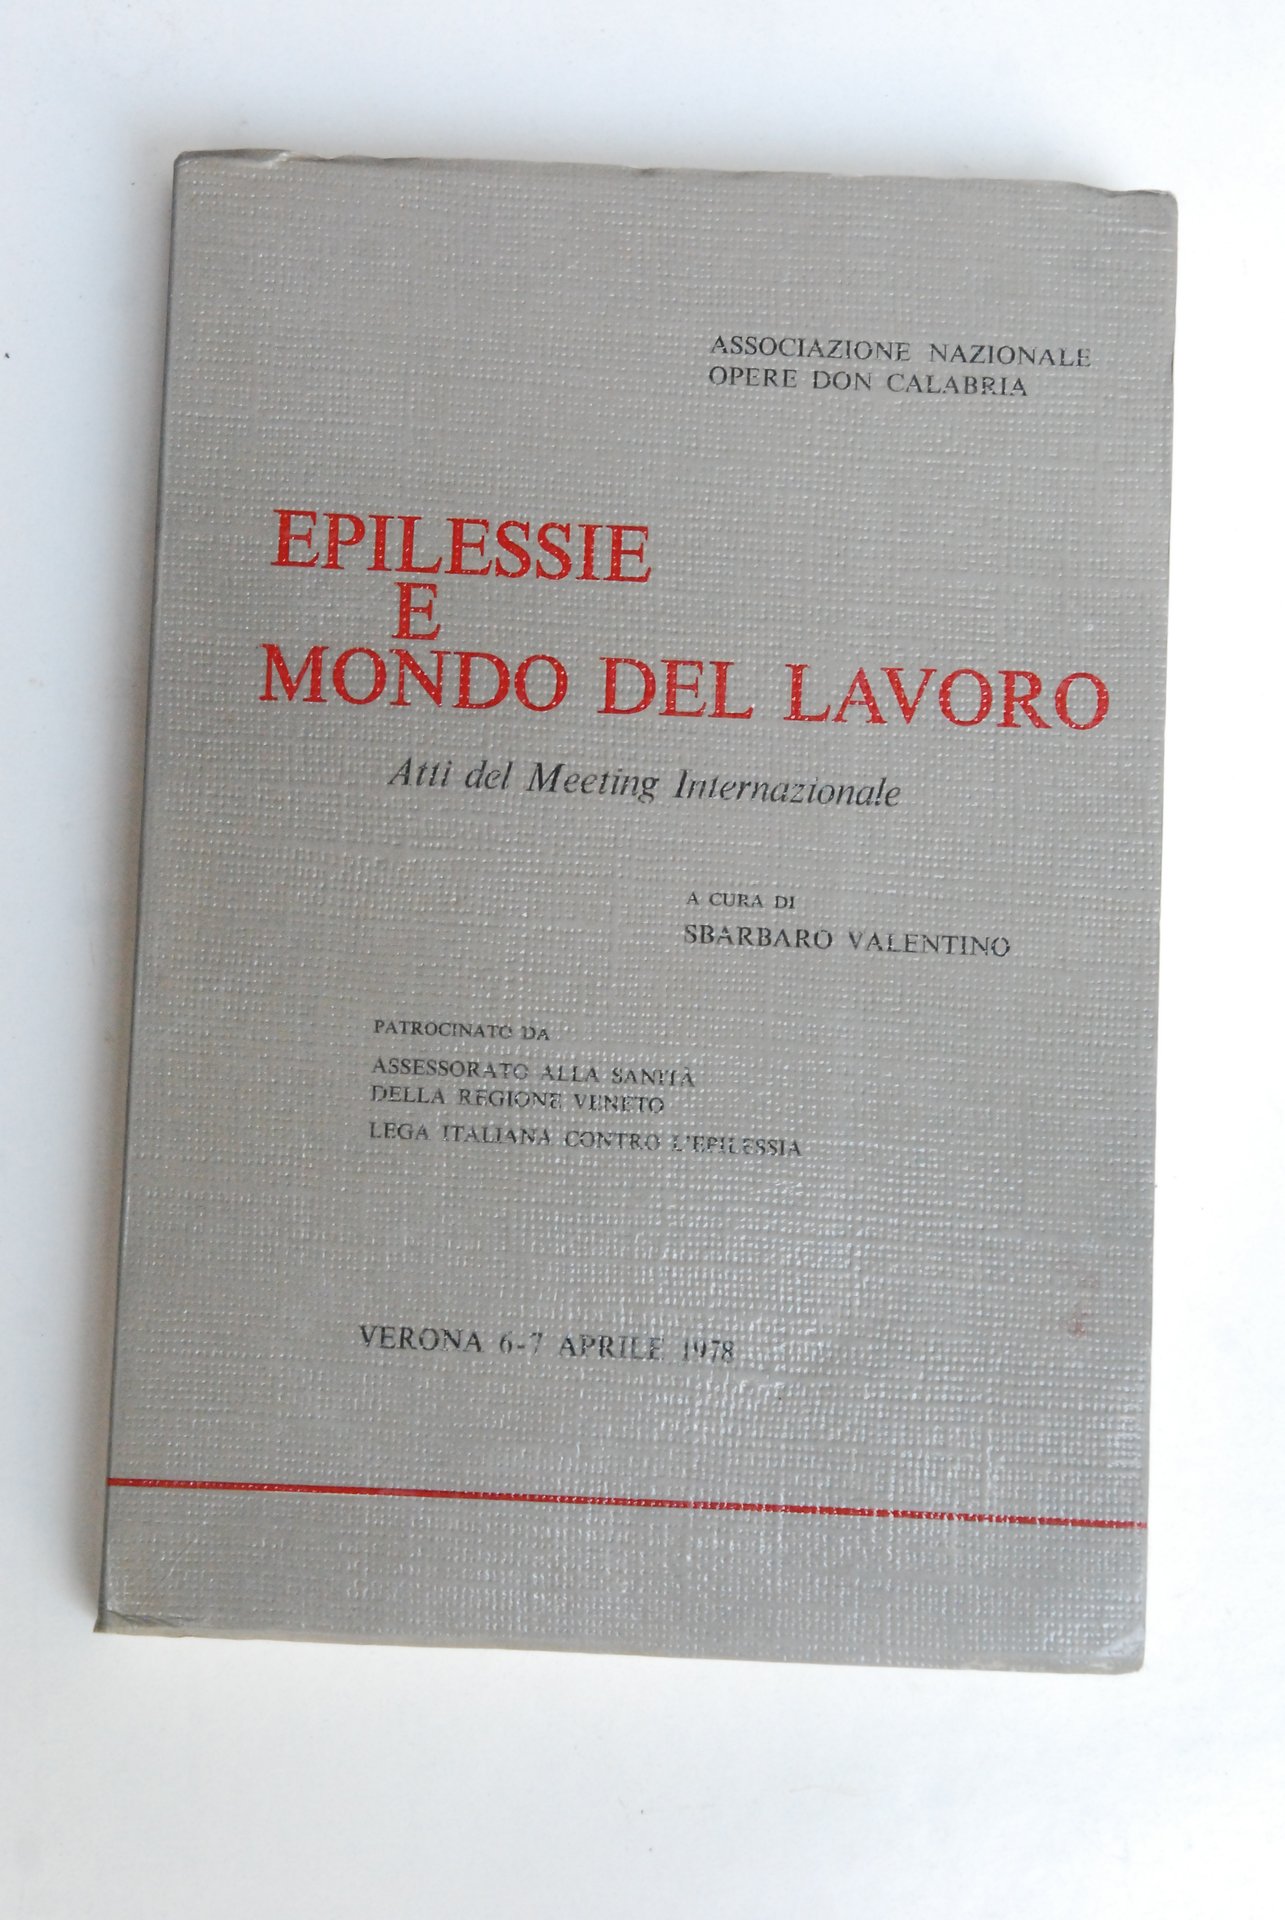 ASSOCIAZIONE NAZIONALE
OPERE DON CALABRIA
EPILESSIE
E
MONDO DEL LAVORO
Atti del Meeting Internazionale
A CURA DI
SBARBARO VALENTINO
PATROCINATO DA
ASSESSORATO ALLA SANITÀ
DELLA REGIONE VENETO
LEGA ITALIANA CONTRO L'EPILESSIA
VERONA 6-7 APRILE 1978